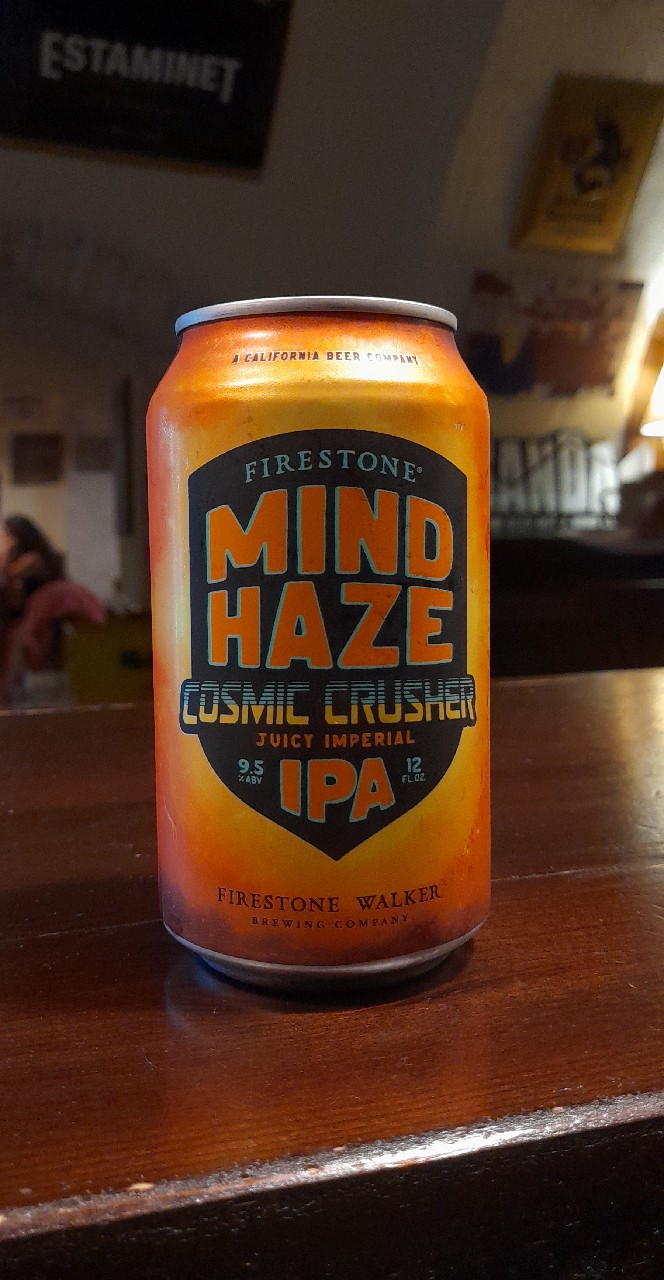 ESTAMINET
A CALIFORNIA BEER COMPANY
FIRESTONE®
MIND
HAZE
COSMIC CRUSHER
JUICY IMPERIAL
9.5 % ABV
IPA
12 FL.OZ.
FIRESTONE WALKER
BREWING COMPANY